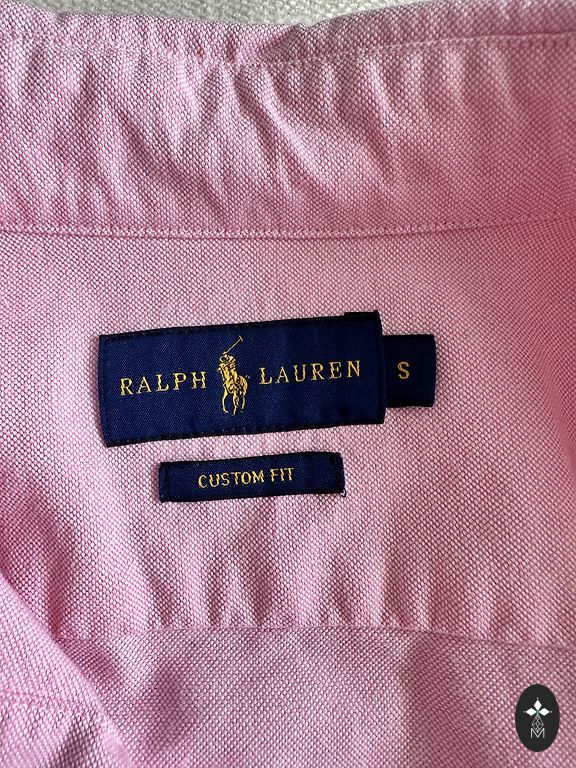 RALPH LAUREN
S
CUSTOM FIT
M